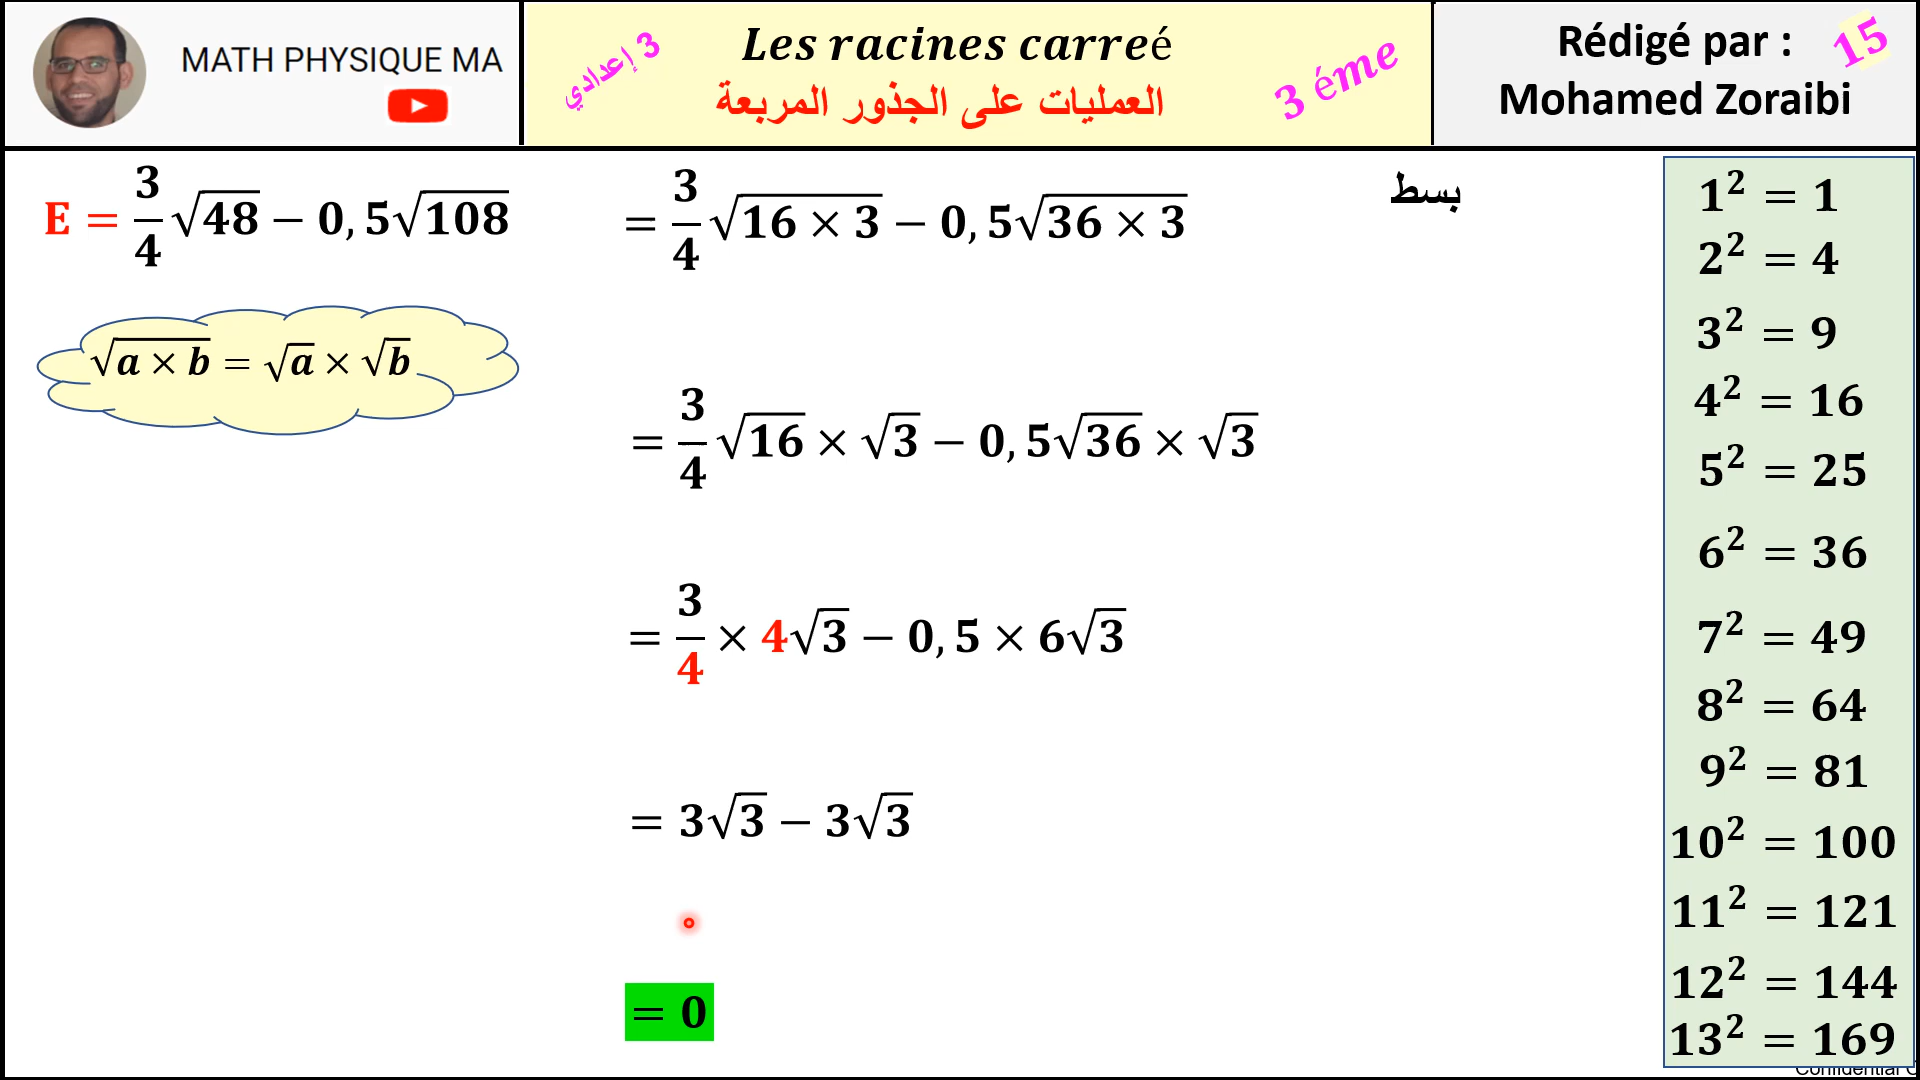 MATH PHYSIQUE MA
3 إعدادي
Les racines carreé
العمليات على الجذور المربعة
3 éme
Rédigé par :
Mohamed Zoraibi
15
E = 3/4 √48 − 0,5√108
= 3/4 √(16 × 3) − 0,5√(36 × 3)
بسط
√(a × b) = √a × √b
= 3/4 √16 × √3 − 0,5√36 × √3
= 3/4 × 4√3 − 0,5 × 6√3
= 3√3 − 3√3
= 0
1² = 1
2² = 4
3² = 9
4² = 16
5² = 25
6² = 36
7² = 49
8² = 64
9² = 81
10² = 100
11² = 121
12² = 144
13² = 169
Confidential